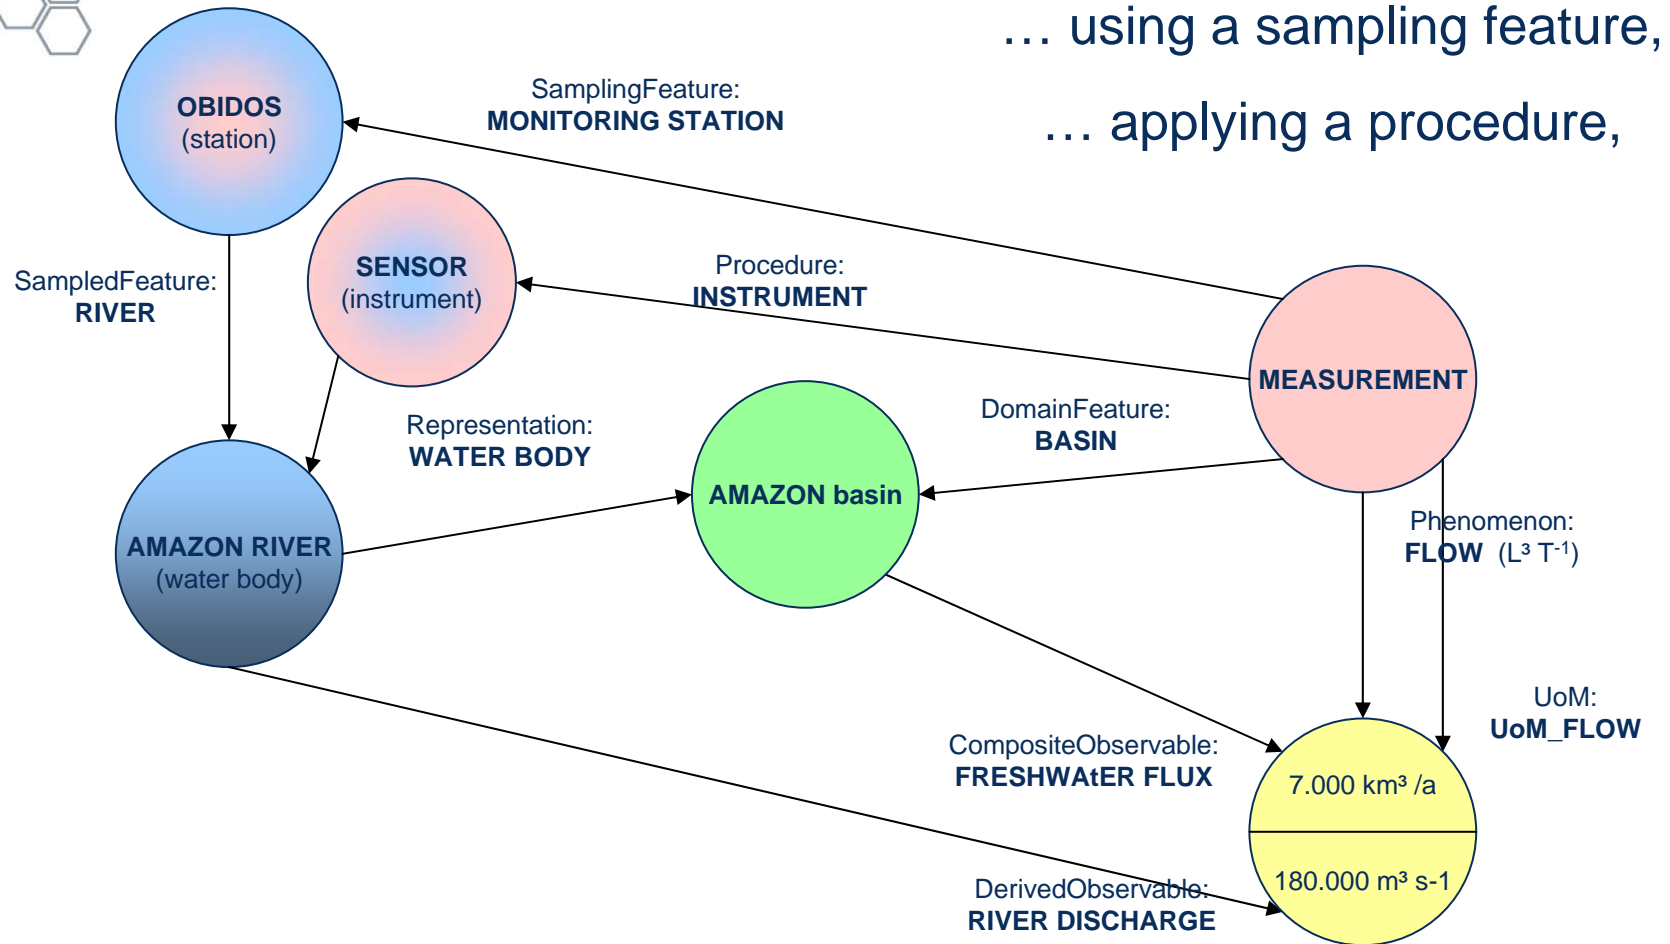 … using a sampling feature,
… applying a procedure,
OBIDOS
(station)
SamplingFeature:
MONITORING STATION
SampledFeature:
RIVER
SENSOR
(instrument)
Procedure:
INSTRUMENT
MEASUREMENT
Representation:
WATER BODY
DomainFeature:
BASIN
AMAZON basin
AMAZON RIVER
(water body)
Phenomenon:
FLOW (L³ T⁻¹)
UoM:
UoM_FLOW
CompositeObservable:
FRESHWAtER FLUX
7.000 km³ /a
180.000 m³ s-1
DerivedObservable:
RIVER DISCHARGE